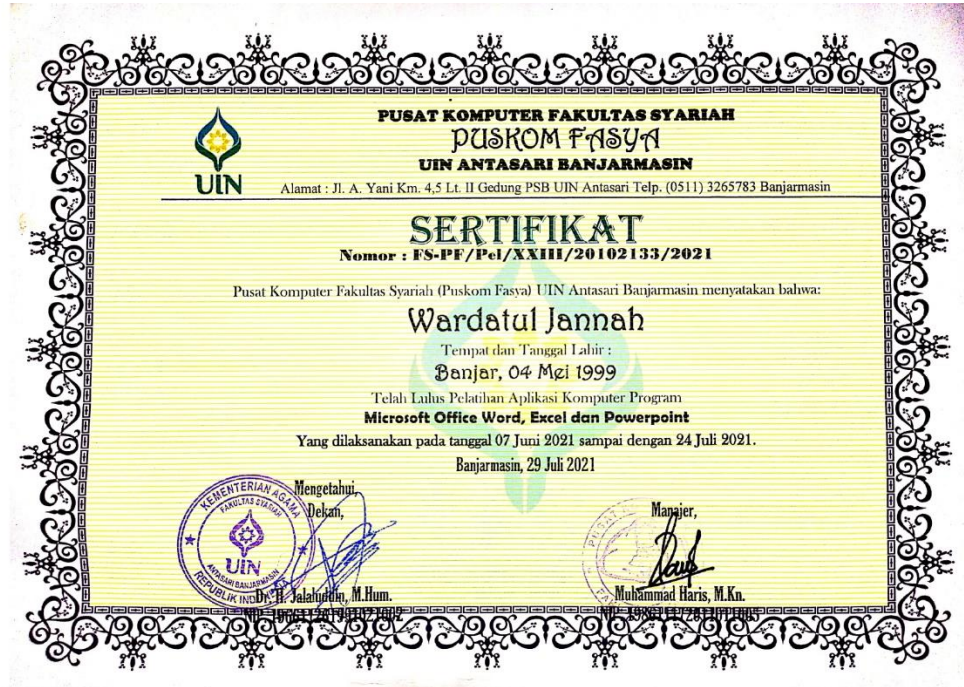 UIN
PUSAT KOMPUTER FAKULTAS SYARIAH
PUSKOM FASYA
UIN ANTASARI BANJARMASIN
Alamat : Jl. A. Yani Km. 4,5 Lt. II Gedung PSB UIN Antasari Telp. (0511) 3265783 Banjarmasin
SERTIFIKAT
Nomor : FS-PF/Pel/XXIII/20102133/2021
Pusat Komputer Fakultas Syariah (Puskom Fasya) UIN Antasari Banjarmasin menyatakan bahwa:
Wardatul Jannah
Tempat dan Tanggal Lahir :
Banjar, 04 Mei 1999
Telah Lulus Pelatihan Aplikasi Komputer Program
Microsoft Office Word, Excel dan Powerpoint
Yang dilaksanakan pada tanggal 07 Juni 2021 sampai dengan 24 Juli 2021.
Banjarmasin, 29 Juli 2021
Mengetahui,
Dekan,
KEMENTERIAN AGAMA
FAKULTAS SYARIAH
UIN
ANTASARI BANJARMASIN
REPUBLIK INDONESIA
Dr. H. Jalaluddin, M.Hum.
Manajer,
PUSAT
Muhammad Haris, M.Kn.